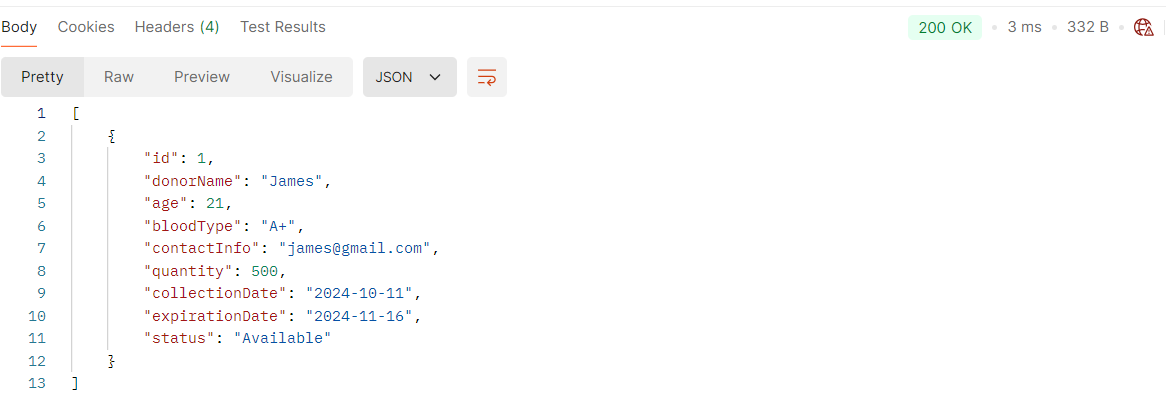 Body Cookies Headers (4) Test Results 200 OK 3 ms 332 B
Pretty Raw Preview Visualize JSON
1 [
2 {
3 "id": 1,
4 "donorName": "James",
5 "age": 21,
6 "bloodType": "A+",
7 "contactInfo": "james@gmail.com",
8 "quantity": 500,
9 "collectionDate": "2024-10-11",
10 "expirationDate": "2024-11-16",
11 "status": "Available"
12 }
13 ]